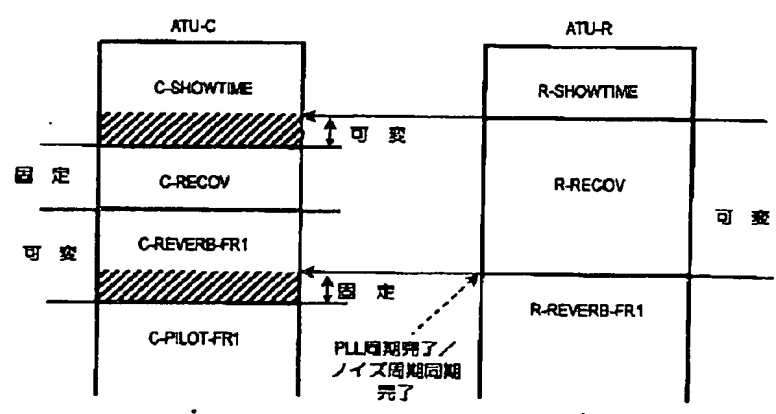 ATU-C
ATU-R
C-SHOWTIME
R-SHOWTIME
可変
固定
C-RECOV
R-RECOV
可変
可変
C-REVERB-FR1
固定
R-REVERB-FR1
C-PILOT-FR1
PLL同期完了/
ノイズ周期同期
完了